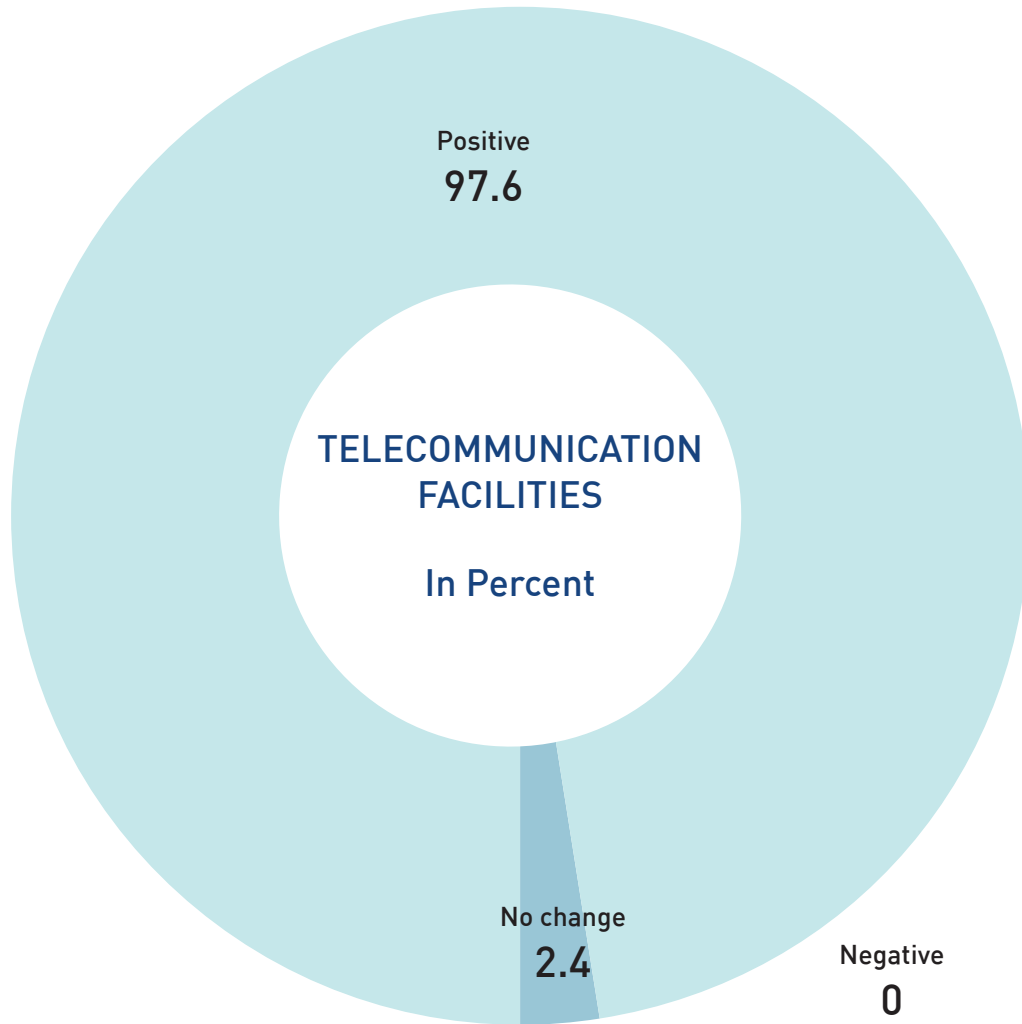 Positive
97.6
TELECOMMUNICATION
FACILITIES
In Percent
No change
2.4
Negative
0